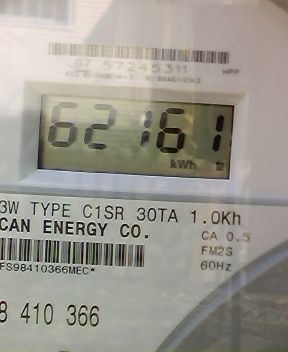 07 57245311
62161
kWh
3W TYPE C1SR 30TA 1.0Kh
CAN ENERGY CO.
CA 0.5
FM2S
60Hz
FS98410366MEC*
8 410 366